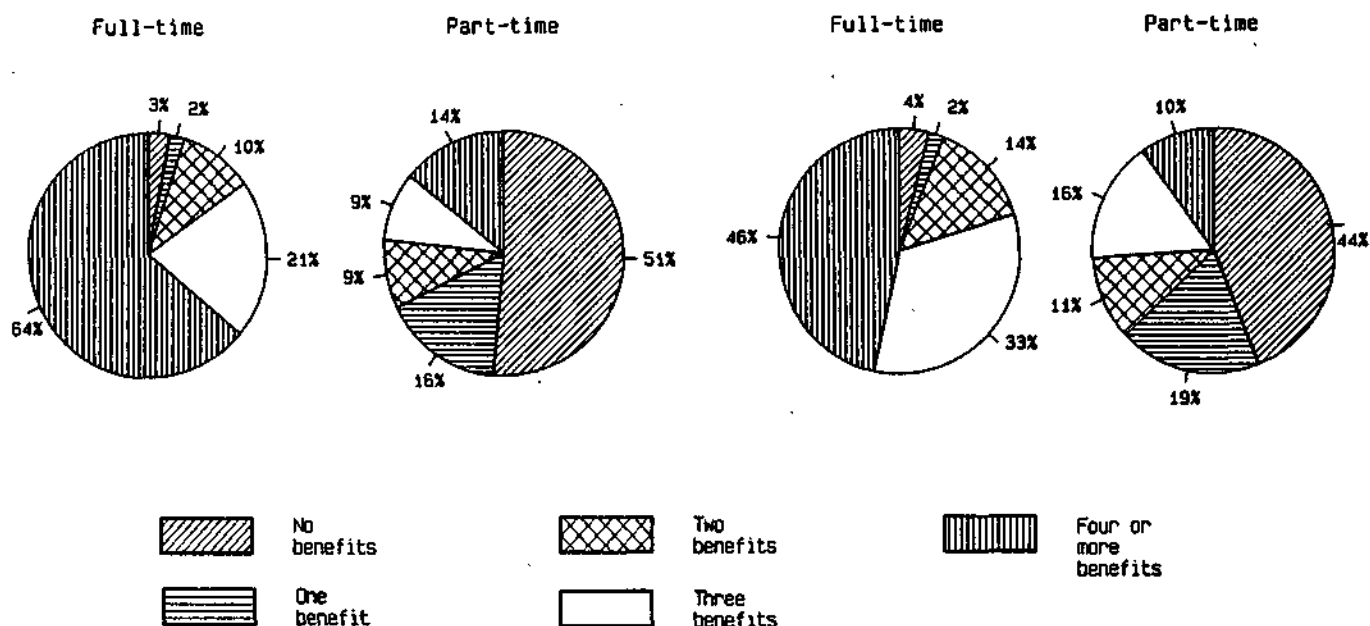 Full-time
Part-time
Full-time
Part-time
3%
2%
10%
21%
64%
14%
9%
9%
16%
51%
4%
2%
14%
33%
46%
10%
16%
11%
19%
44%
No
benefits
Two
benefits
Four or
more
benefits
One
benefit
Three
benefits